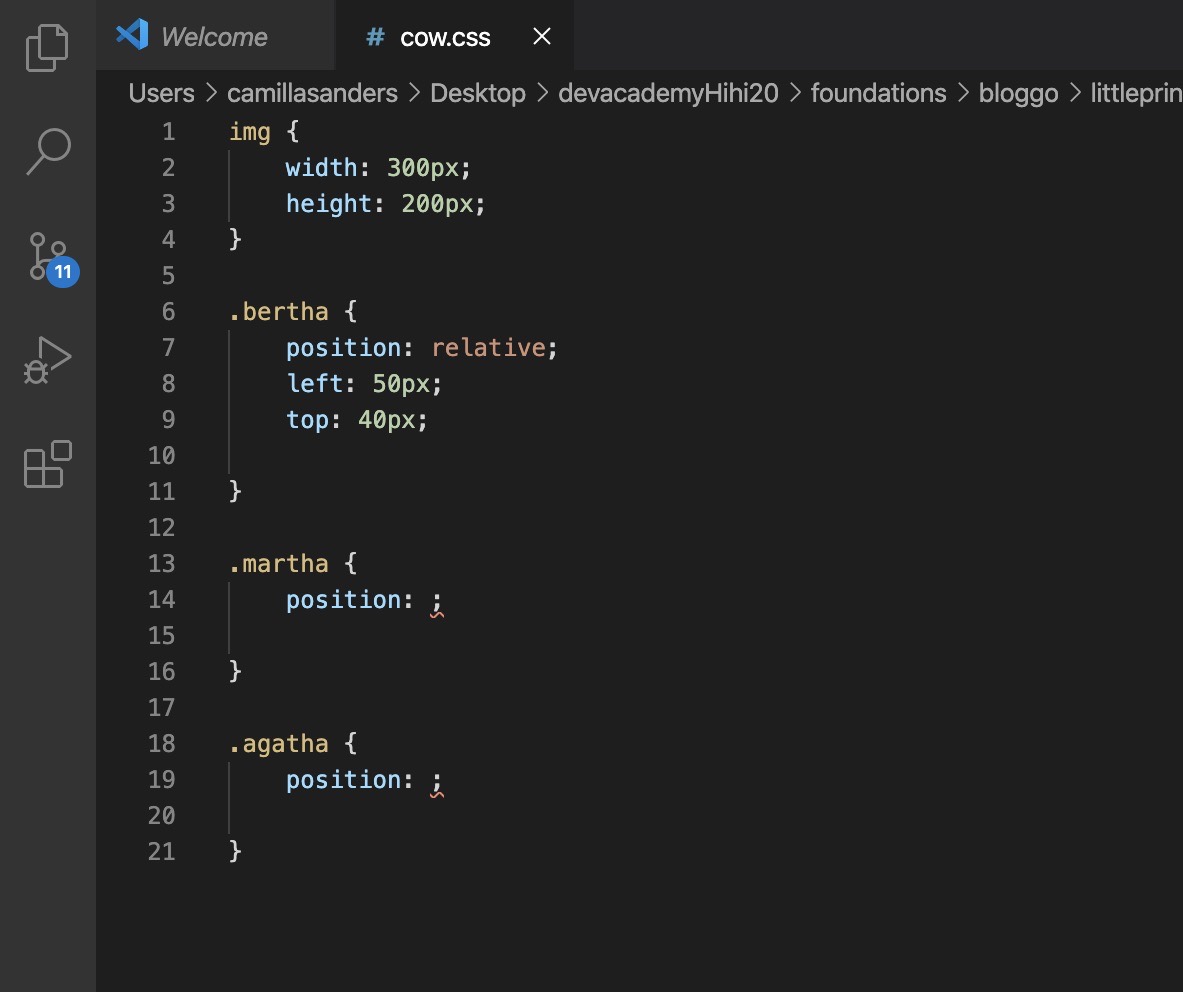 Welcome # cow.css
Users > camillasanders > Desktop > devacademyHihi20 > foundations > bloggo > littleprin
1 img {
2 width: 300px;
3 height: 200px;
4 }
5
6 .bertha {
7 position: relative;
8 left: 50px;
9 top: 40px;
10
11 }
12
13 .martha {
14 position: ;
15
16 }
17
18 .agatha {
19 position: ;
20
21 }
11